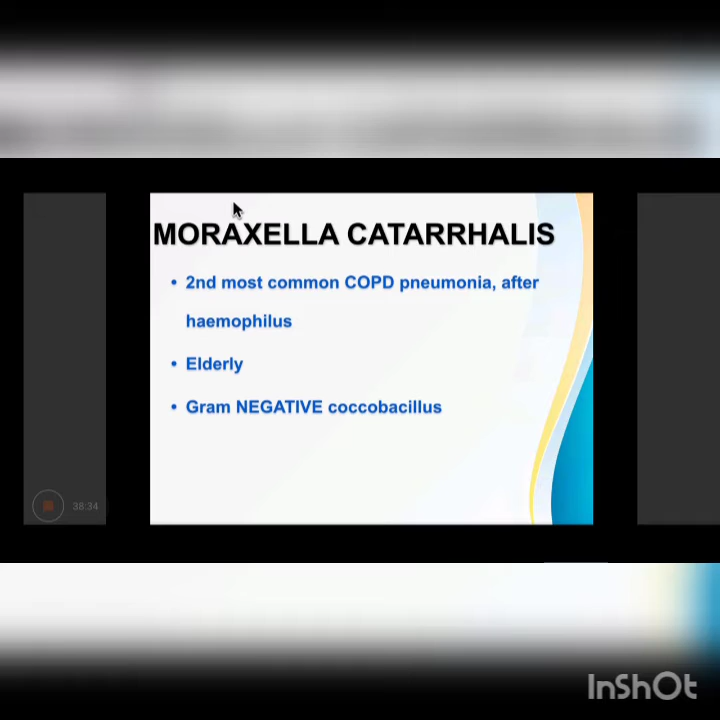 MORAXELLA CATARRHALIS
• 2nd most common COPD pneumonia, after
haemophilus
• Elderly
• Gram NEGATIVE coccobacillus
38:34
InShOt